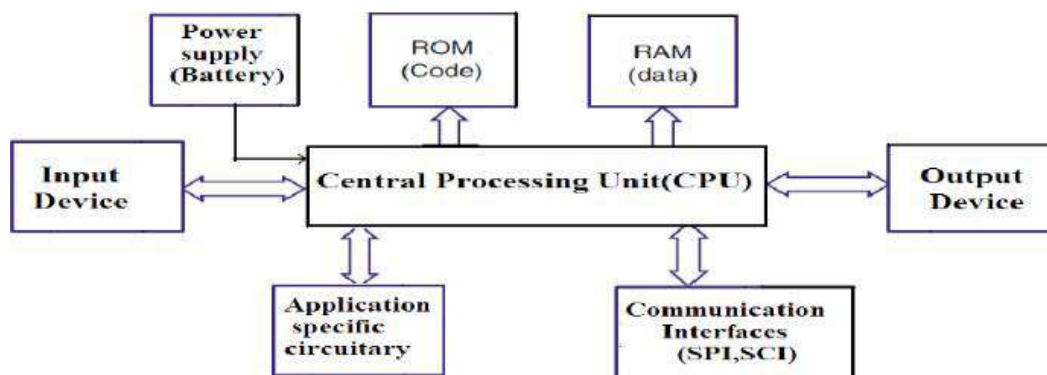 Power
supply
(Battery)
ROM
(Code)
RAM
(data)
Input
Device
Central Processing Unit(CPU)
Output
Device
Application
specific
circuitary
Communication
Interfaces
(SPI,SCI)